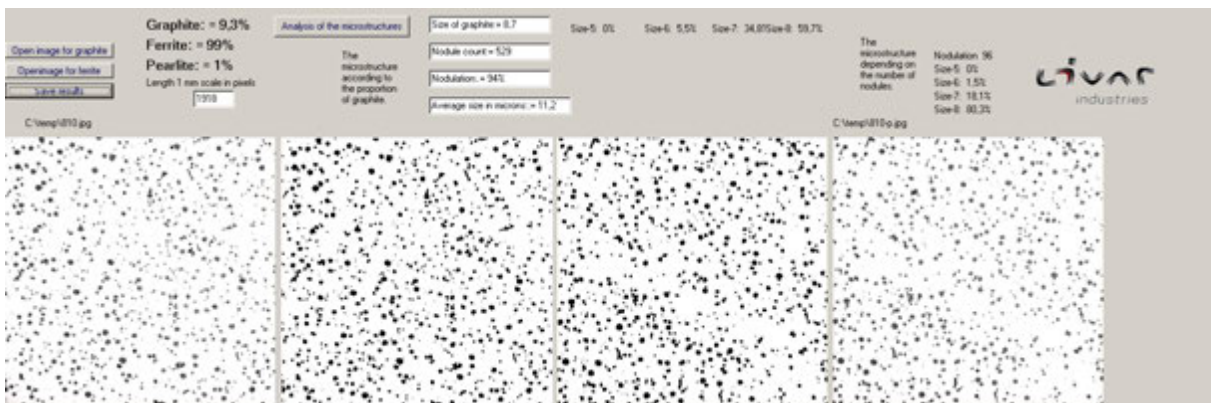 Open image for graphite
Openimage for ferrite
Save results
Graphite: = 9,3%
Ferrite: = 99%
Pearlite: = 1%
Length 1 mm scale in pixels
1918
Analysis of the microstructures
The
microstructure
according to
the proportion
of graphite.
Size of graphite = 8,7
Nodule count = 529
Nodulation: = 94%
Average size in microns: = 11,2
Size-5: 0% Size-6: 5,5% Size-7: 34,8%Size-8: 59,7%
The
microstructure
depending on
the number of
nodules.
Nodulation 96
Size-5: 0%
Size-6: 1,5%
Size-7: 18,1%
Size-8: 80,3%
Livar
industries
C:\temp\810.jpg
C:\temp\810-p.jpg